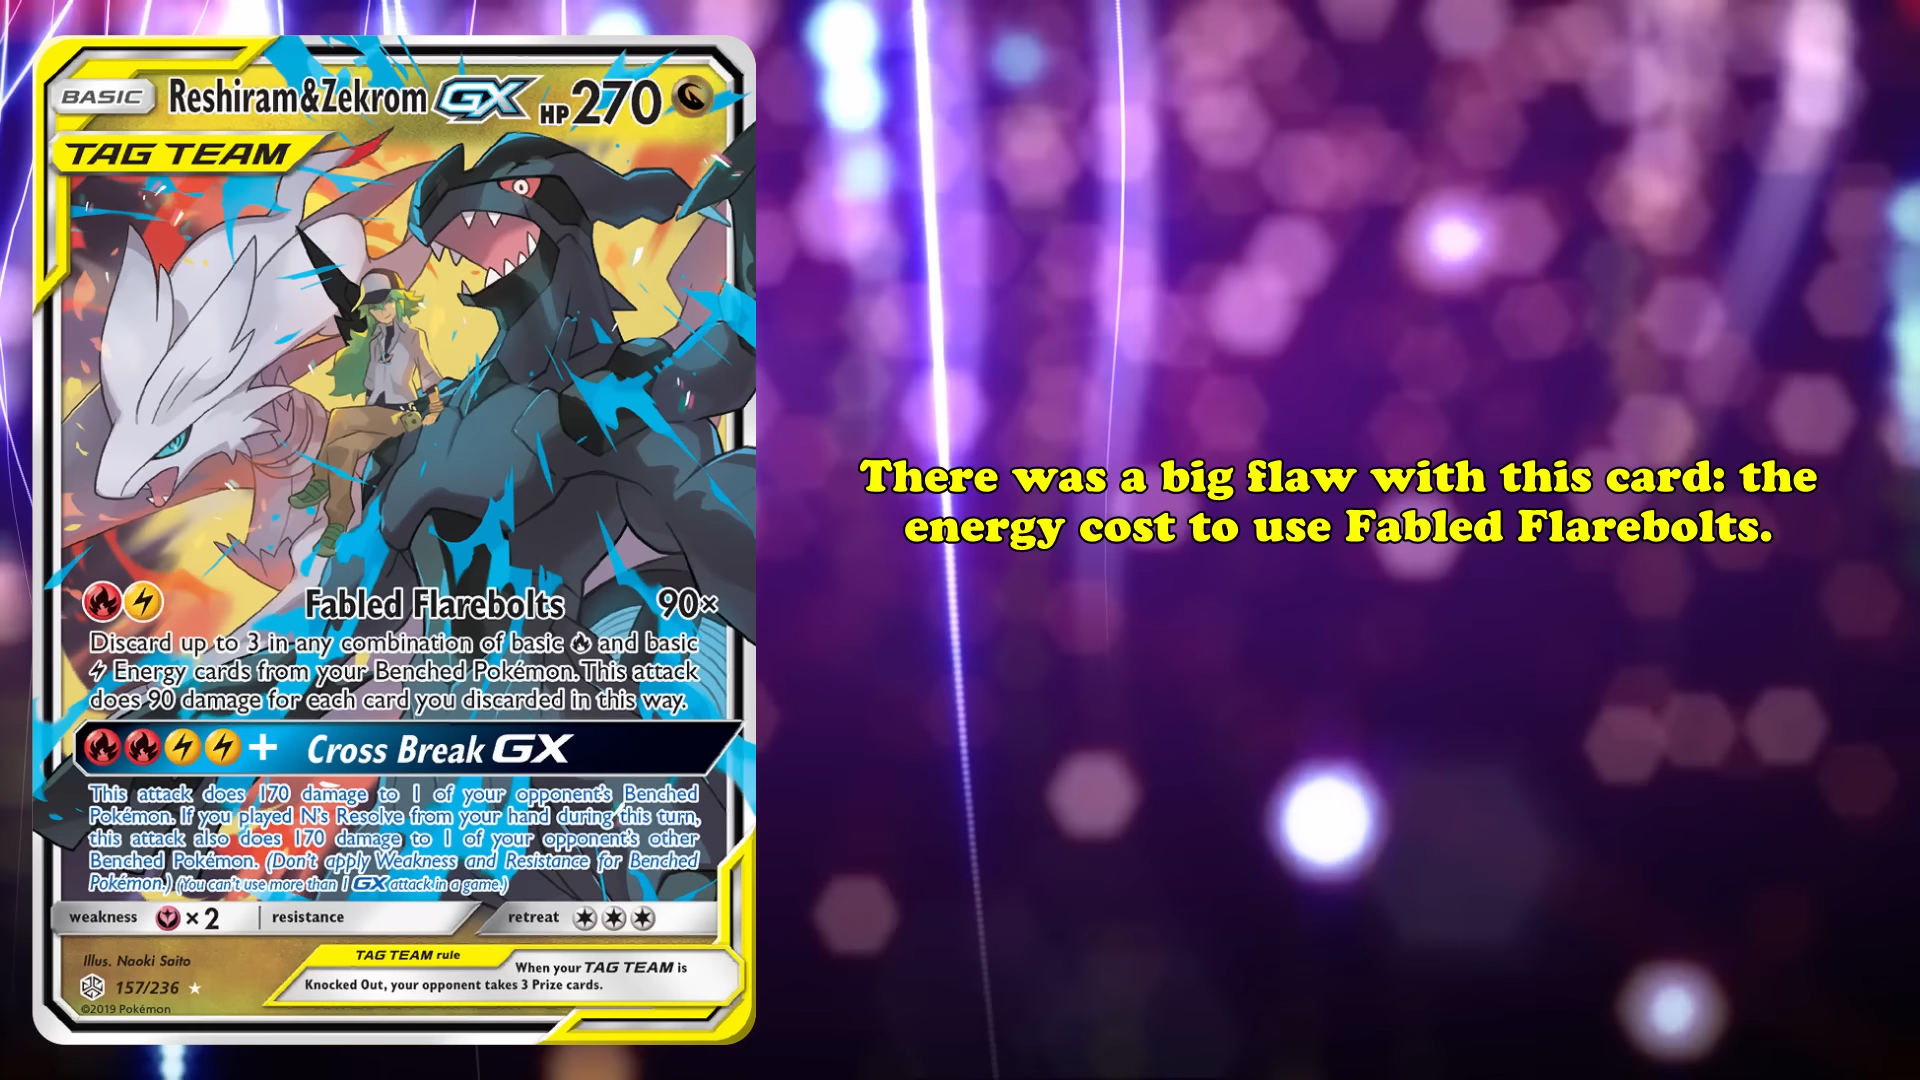 BASIC Reshiram&Zekrom GX HP 270
TAG TEAM
Fabled Flarebolts 90×
Discard up to 3 in any combination of basic and basic
Energy cards from your Benched Pokémon. This attack
does 90 damage for each card you discarded in this way.
+ Cross Break GX
This attack does 170 damage to 1 of your opponent's Benched
Pokémon. If you played N's Resolve from your hand during this turn,
this attack also does 170 damage to 1 of your opponent's other
Benched Pokémon. (Don't apply Weakness and Resistance for Benched
Pokémon.) (You can't use more than 1 GX attack in a game.)
weakness ×2 resistance retreat
Illus. Naoki Saito
157/236
©2019 Pokémon
TAG TEAM rule
When your TAG TEAM is
Knocked Out, your opponent takes 3 Prize cards.
There was a big flaw with this card: the
energy cost to use Fabled Flarebolts.